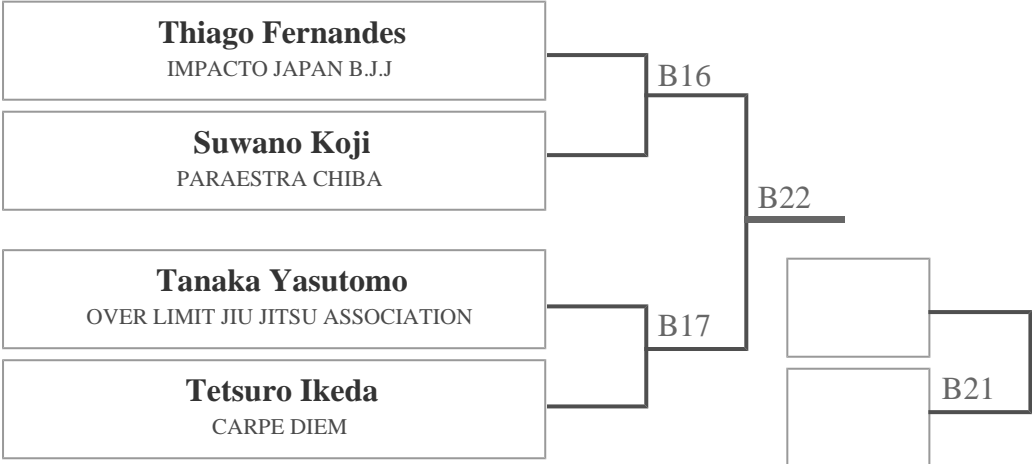 Thiago Fernandes
IMPACTO JAPAN B.J.J
B16
Suwano Koji
PARAESTRA CHIBA
B22
Tanaka Yasutomo
OVER LIMIT JIU JITSU ASSOCIATION
B17
Tetsuro Ikeda
CARPE DIEM
B21